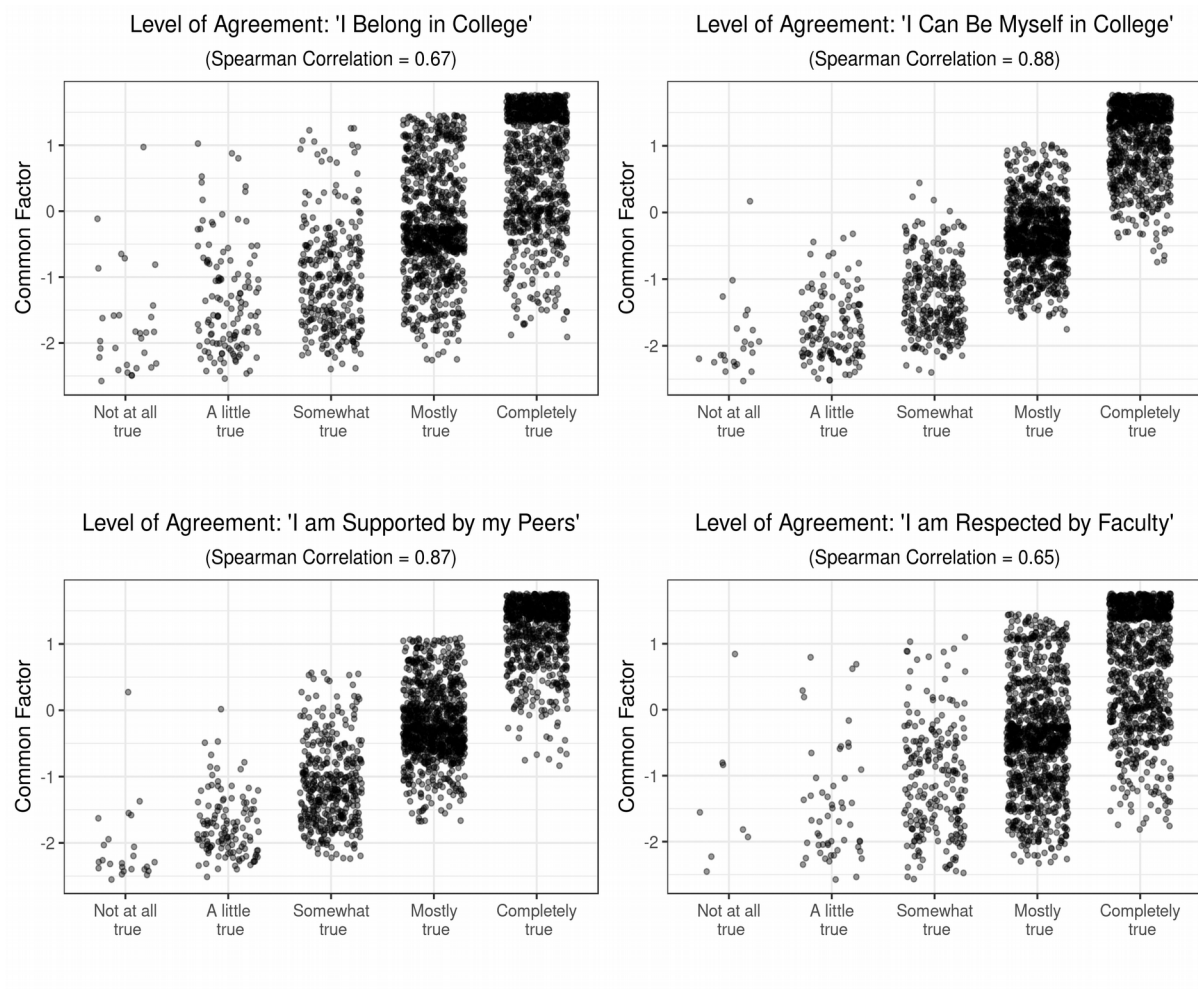 Level of Agreement: 'I Belong in College'
(Spearman Correlation = 0.67)
Common Factor
1
0
-1
-2
Not at all
true
A little
true
Somewhat
true
Mostly
true
Completely
true
Level of Agreement: 'I Can Be Myself in College'
(Spearman Correlation = 0.88)
Common Factor
1
0
-1
-2
Not at all
true
A little
true
Somewhat
true
Mostly
true
Completely
true
Level of Agreement: 'I am Supported by my Peers'
(Spearman Correlation = 0.87)
Common Factor
1
0
-1
-2
Not at all
true
A little
true
Somewhat
true
Mostly
true
Completely
true
Level of Agreement: 'I am Respected by Faculty'
(Spearman Correlation = 0.65)
Common Factor
1
0
-1
-2
Not at all
true
A little
true
Somewhat
true
Mostly
true
Completely
true